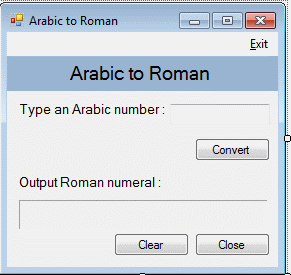 Arabic to Roman
Exit
Arabic to Roman
Type an Arabic number :
Convert
Output Roman numeral :
Clear Close